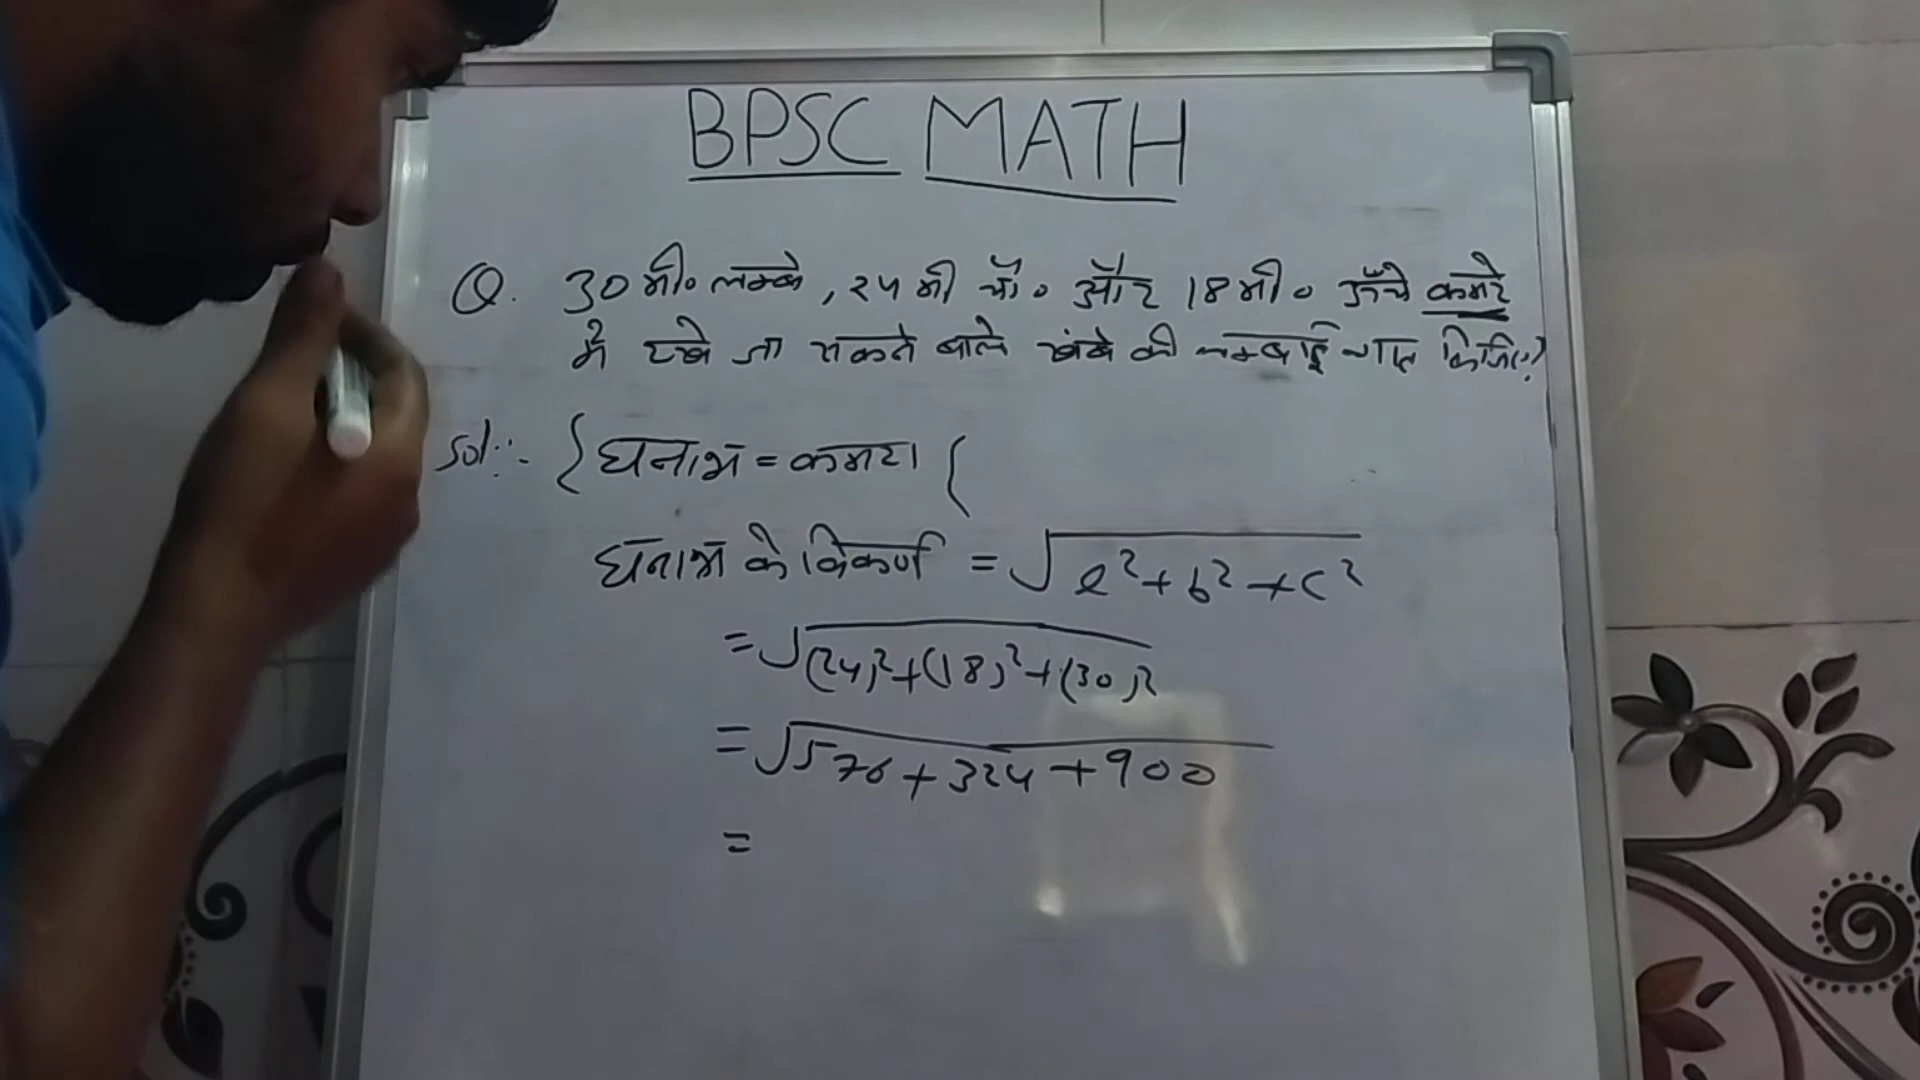 BPSC MATH
Q. 30 मी० लम्बे, 24 मी चौ० और 18 मी० ऊँचे कमरे
में रखे जा सकते वाले खंबे की लम्बाई ज्ञात किजिए?
Sol:- {घनाभ = कमरा {
घनाभ के विकर्ण = √l²+b²+c²
= √(24)²+(18)²+(30)²
= √576+324+900
=